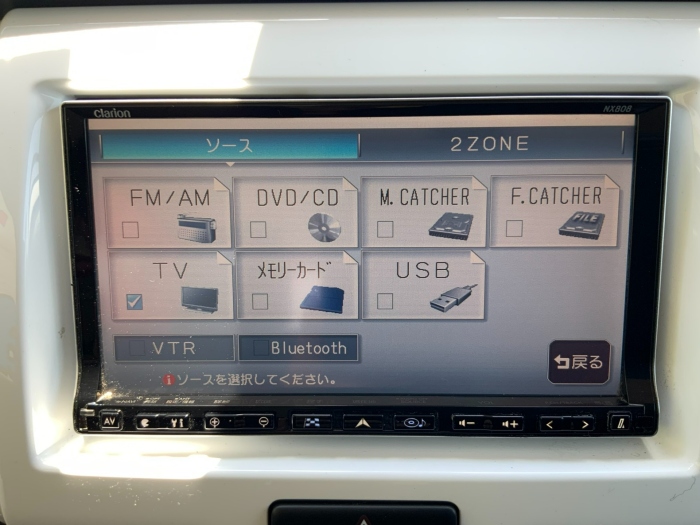 Clarion NX808
ソース 2ZONE
FM/AM DVD/CD M.CATCHER F.CATCHER
FILE
TV メモリーカード USB
VTR Bluetooth
ソースを選択してください。 戻る
AV